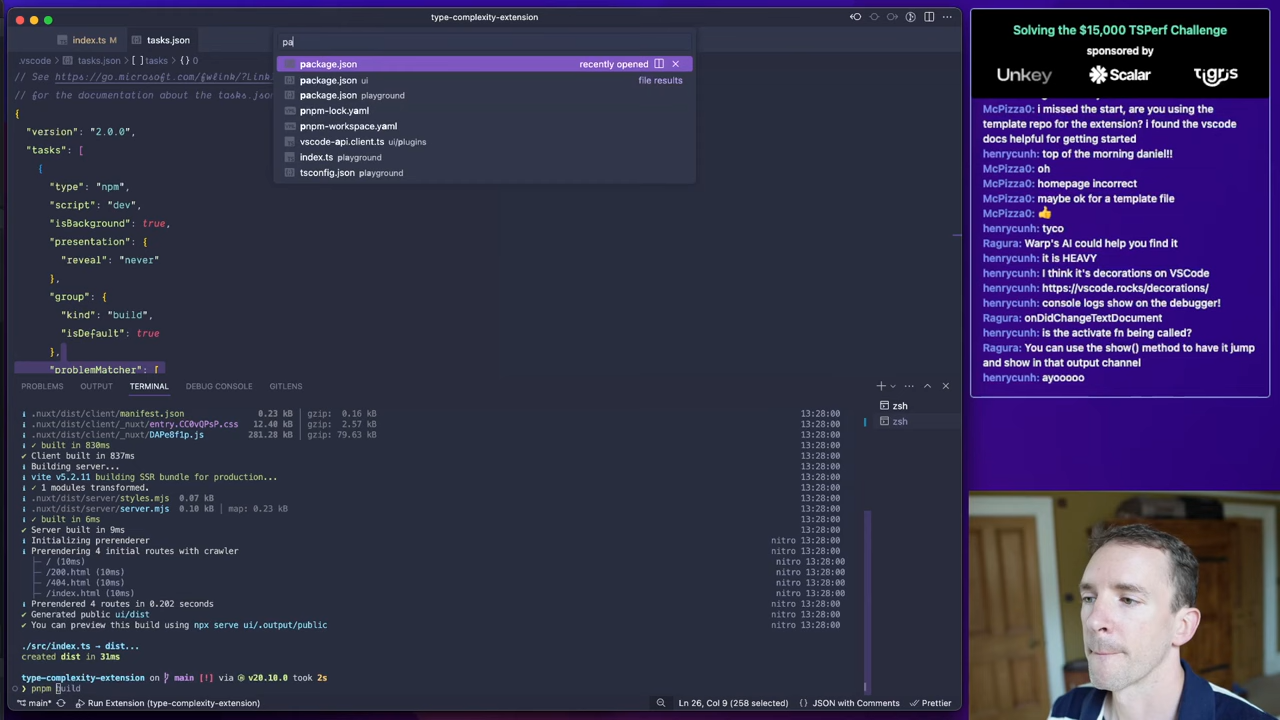 type-complexity-extension
index.ts M
tasks.json
pa
.vscode > tasks.json > [ ] tasks > { } 0
// See https://go.microsoft.com/fwlink/?Link
// for the documentation about the tasks.json
{
"version": "2.0.0",
"tasks": [
{
"type": "npm",
"script": "dev",
"isBackground": true,
"presentation": {
"reveal": "never"
},
"group": {
"kind": "build",
"isDefault": true
},
"problemMatcher": [
package.json recently opened
package.json ui file results
package.json playground
pnpm-lock.yaml
pnpm-workspace.yaml
vscode-api.client.ts ui/plugins
index.ts playground
tsconfig.json playground
PROBLEMS OUTPUT TERMINAL DEBUG CONSOLE GITLENS
zsh
zsh
.nuxt/dist/client/manifest.json 0.23 kB | gzip: 0.16 kB 13:28:00
.nuxt/dist/client/_nuxt/entry.CC0vQPsP.css 12.40 kB | gzip: 2.57 kB 13:28:00
.nuxt/dist/client/_nuxt/DAPe8f1p.js 281.28 kB | gzip: 79.63 kB 13:28:00
ℹ ✓ built in 830ms 13:28:00
✔ Client built in 837ms 13:28:00
ℹ Building server... 13:28:00
ℹ vite v5.2.11 building SSR bundle for production... 13:28:00
ℹ ✓ 1 modules transformed. 13:28:00
ℹ .nuxt/dist/server/styles.mjs 0.07 kB 13:28:00
ℹ .nuxt/dist/server/server.mjs 0.10 kB | map: 0.23 kB 13:28:00
ℹ ✓ built in 6ms 13:28:00
✔ Server built in 9ms 13:28:00
ℹ Initializing prerenderer nitro 13:28:00
ℹ Prerendering 4 initial routes with crawler nitro 13:28:00
├─ / (10ms) nitro 13:28:00
├─ /200.html (10ms) nitro 13:28:00
├─ /404.html (10ms) nitro 13:28:00
├─ /index.html (10ms) nitro 13:28:00
ℹ Prerendered 4 routes in 0.202 seconds nitro 13:28:00
✔ Generated public ui/dist nitro 13:28:00
✔ You can preview this build using npx serve ui/.output/public nitro 13:28:00
./src/index.ts → dist...
created dist in 31ms
type-complexity-extension on main [!] via v20.10.0 took 2s
❯ pnpm build
main* Run Extension (type-complexity-extension) Ln 26, Col 9 (258 selected) { } JSON with Comments Prettier
Solving the $15,000 TSPerf Challenge
sponsored by
Unkey Scalar tigris
McPizza0: i missed the start, are you using the
template repo for the extension? i found the vscode
docs helpful for getting started
henrycunh: top of the morning daniel!!
McPizza0: oh
McPizza0: homepage incorrect
McPizza0: maybe ok for a template file
McPizza0: 👍
henrycunh: tyco
Ragura: Warp's AI could help you find it
henrycunh: it is HEAVY
henrycunh: I think it's decorations on VSCode
henrycunh: https://vscode.rocks/decorations/
henrycunh: console logs show on the debugger!
Ragura: onDidChangeTextDocument
henrycunh: is the activate fn being called?
Ragura: You can use the show() method to have it jump
and show in that output channel
henrycunh: ayooooo